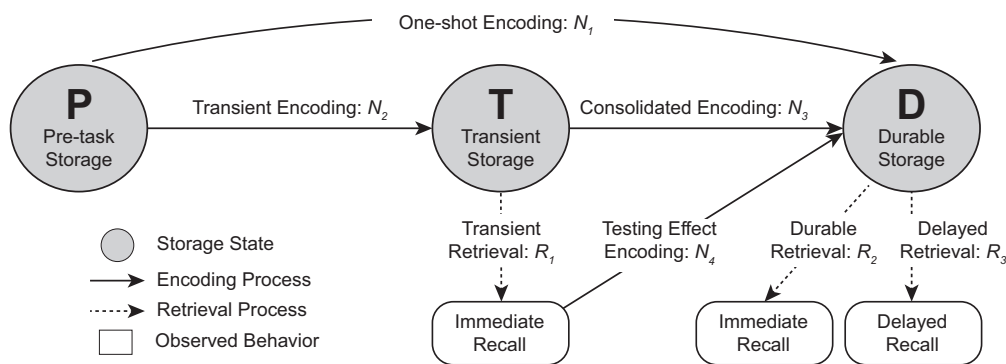 One-shot Encoding: N1
P
Pre-task
Storage
Transient Encoding: N2
T
Transient
Storage
Consolidated Encoding: N3
D
Durable
Storage
Transient
Retrieval: R1
Testing Effect
Encoding: N4
Durable
Retrieval: R2
Delayed
Retrieval: R3
Storage State
Encoding Process
Retrieval Process
Observed Behavior
Immediate
Recall
Immediate
Recall
Delayed
Recall